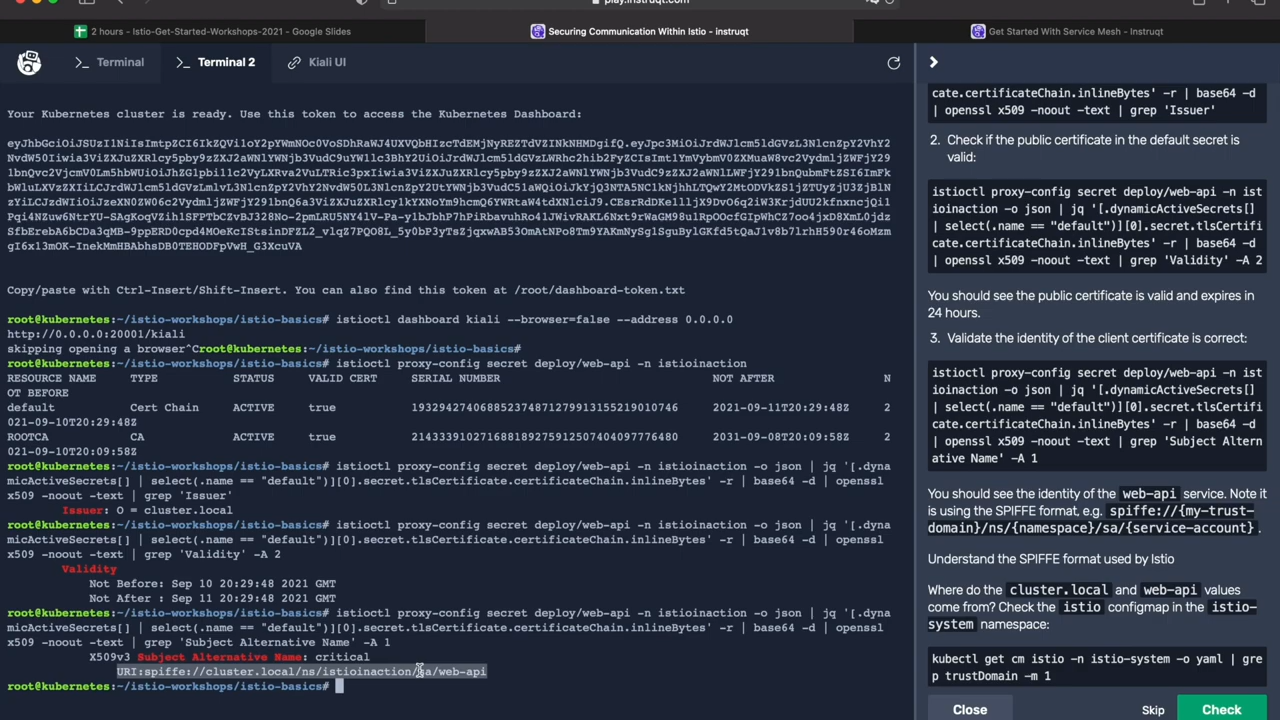 play.instruqt.com
2 hours - Istio-Get-Started-Workshops-2021 - Google Slides
Securing Communication Within Istio - instruqt
Get Started With Service Mesh - Instruqt
>_ Terminal
>_ Terminal 2
Kiali UI
Your Kubernetes cluster is ready. Use this token to access the Kubernetes Dashboard:
Copy/paste with Ctrl-Insert/Shift-Insert. You can also find this token at /root/dashboard-token.txt
root@kubernetes:~/istio-workshops/istio-basics# istioctl dashboard kiali --browser=false --address 0.0.0.0
http://0.0.0.0:20001/kiali
skipping opening a browser^Croot@kubernetes:~/istio-workshops/istio-basics#
root@kubernetes:~/istio-workshops/istio-basics# istioctl proxy-config secret deploy/web-api -n istioinaction
RESOURCE NAME TYPE STATUS VALID CERT SERIAL NUMBER NOT AFTER N
OT BEFORE
default Cert Chain ACTIVE true 193294274068852374871279913155219010746 2021-09-11T20:29:48Z 2
021-09-10T20:29:48Z
ROOTCA CA ACTIVE true 214333910271688189275912507404097776480 2031-09-08T20:09:58Z 2
021-09-10T20:09:58Z
root@kubernetes:~/istio-workshops/istio-basics# istioctl proxy-config secret deploy/web-api -n istioinaction -o json | jq '[.dyna
micActiveSecrets[] | select(.name == "default")][0].secret.tlsCertificate.certificateChain.inlineBytes' -r | base64 -d | openssl
x509 -noout -text | grep 'Issuer'
Issuer: O = cluster.local
root@kubernetes:~/istio-workshops/istio-basics# istioctl proxy-config secret deploy/web-api -n istioinaction -o json | jq '[.dyna
micActiveSecrets[] | select(.name == "default")][0].secret.tlsCertificate.certificateChain.inlineBytes' -r | base64 -d | openssl
x509 -noout -text | grep 'Validity' -A 2
Validity
Not Before: Sep 10 20:29:48 2021 GMT
Not After : Sep 11 20:29:48 2021 GMT
root@kubernetes:~/istio-workshops/istio-basics# istioctl proxy-config secret deploy/web-api -n istioinaction -o json | jq '[.dyna
micActiveSecrets[] | select(.name == "default")][0].secret.tlsCertificate.certificateChain.inlineBytes' -r | base64 -d | openssl
x509 -noout -text | grep 'Subject Alternative Name' -A 1
X509v3 Subject Alternative Name: critical
URI:spiffe://cluster.local/ns/istioinaction/sa/web-api
root@kubernetes:~/istio-workshops/istio-basics#
cate.certificateChain.inlineBytes' -r | base64 -d
| openssl x509 -noout -text | grep 'Issuer'
2. Check if the public certificate in the default secret is
valid:
istioctl proxy-config secret deploy/web-api -n ist
ioinaction -o json | jq '[.dynamicActiveSecrets[]
| select(.name == "default")][0].secret.tlsCertifi
cate.certificateChain.inlineBytes' -r | base64 -d
| openssl x509 -noout -text | grep 'Validity' -A 2
You should see the public certificate is valid and expires in
24 hours.
3. Validate the identity of the client certificate is correct:
istioctl proxy-config secret deploy/web-api -n ist
ioinaction -o json | jq '[.dynamicActiveSecrets[]
| select(.name == "default")][0].secret.tlsCertifi
cate.certificateChain.inlineBytes' -r | base64 -d
| openssl x509 -noout -text | grep 'Subject Altern
ative Name' -A 1
You should see the identity of the web-api service. Note it
is using the SPIFFE format, e.g. spiffe://{my-trust-
domain}/ns/{namespace}/sa/{service-account}.
Understand the SPIFFE format used by Istio
Where do the cluster.local and web-api values
come from? Check the istio configmap in the istio-
system namespace:
kubectl get cm istio -n istio-system -o yaml | gre
p trustDomain -m 1
Close
Skip
Check